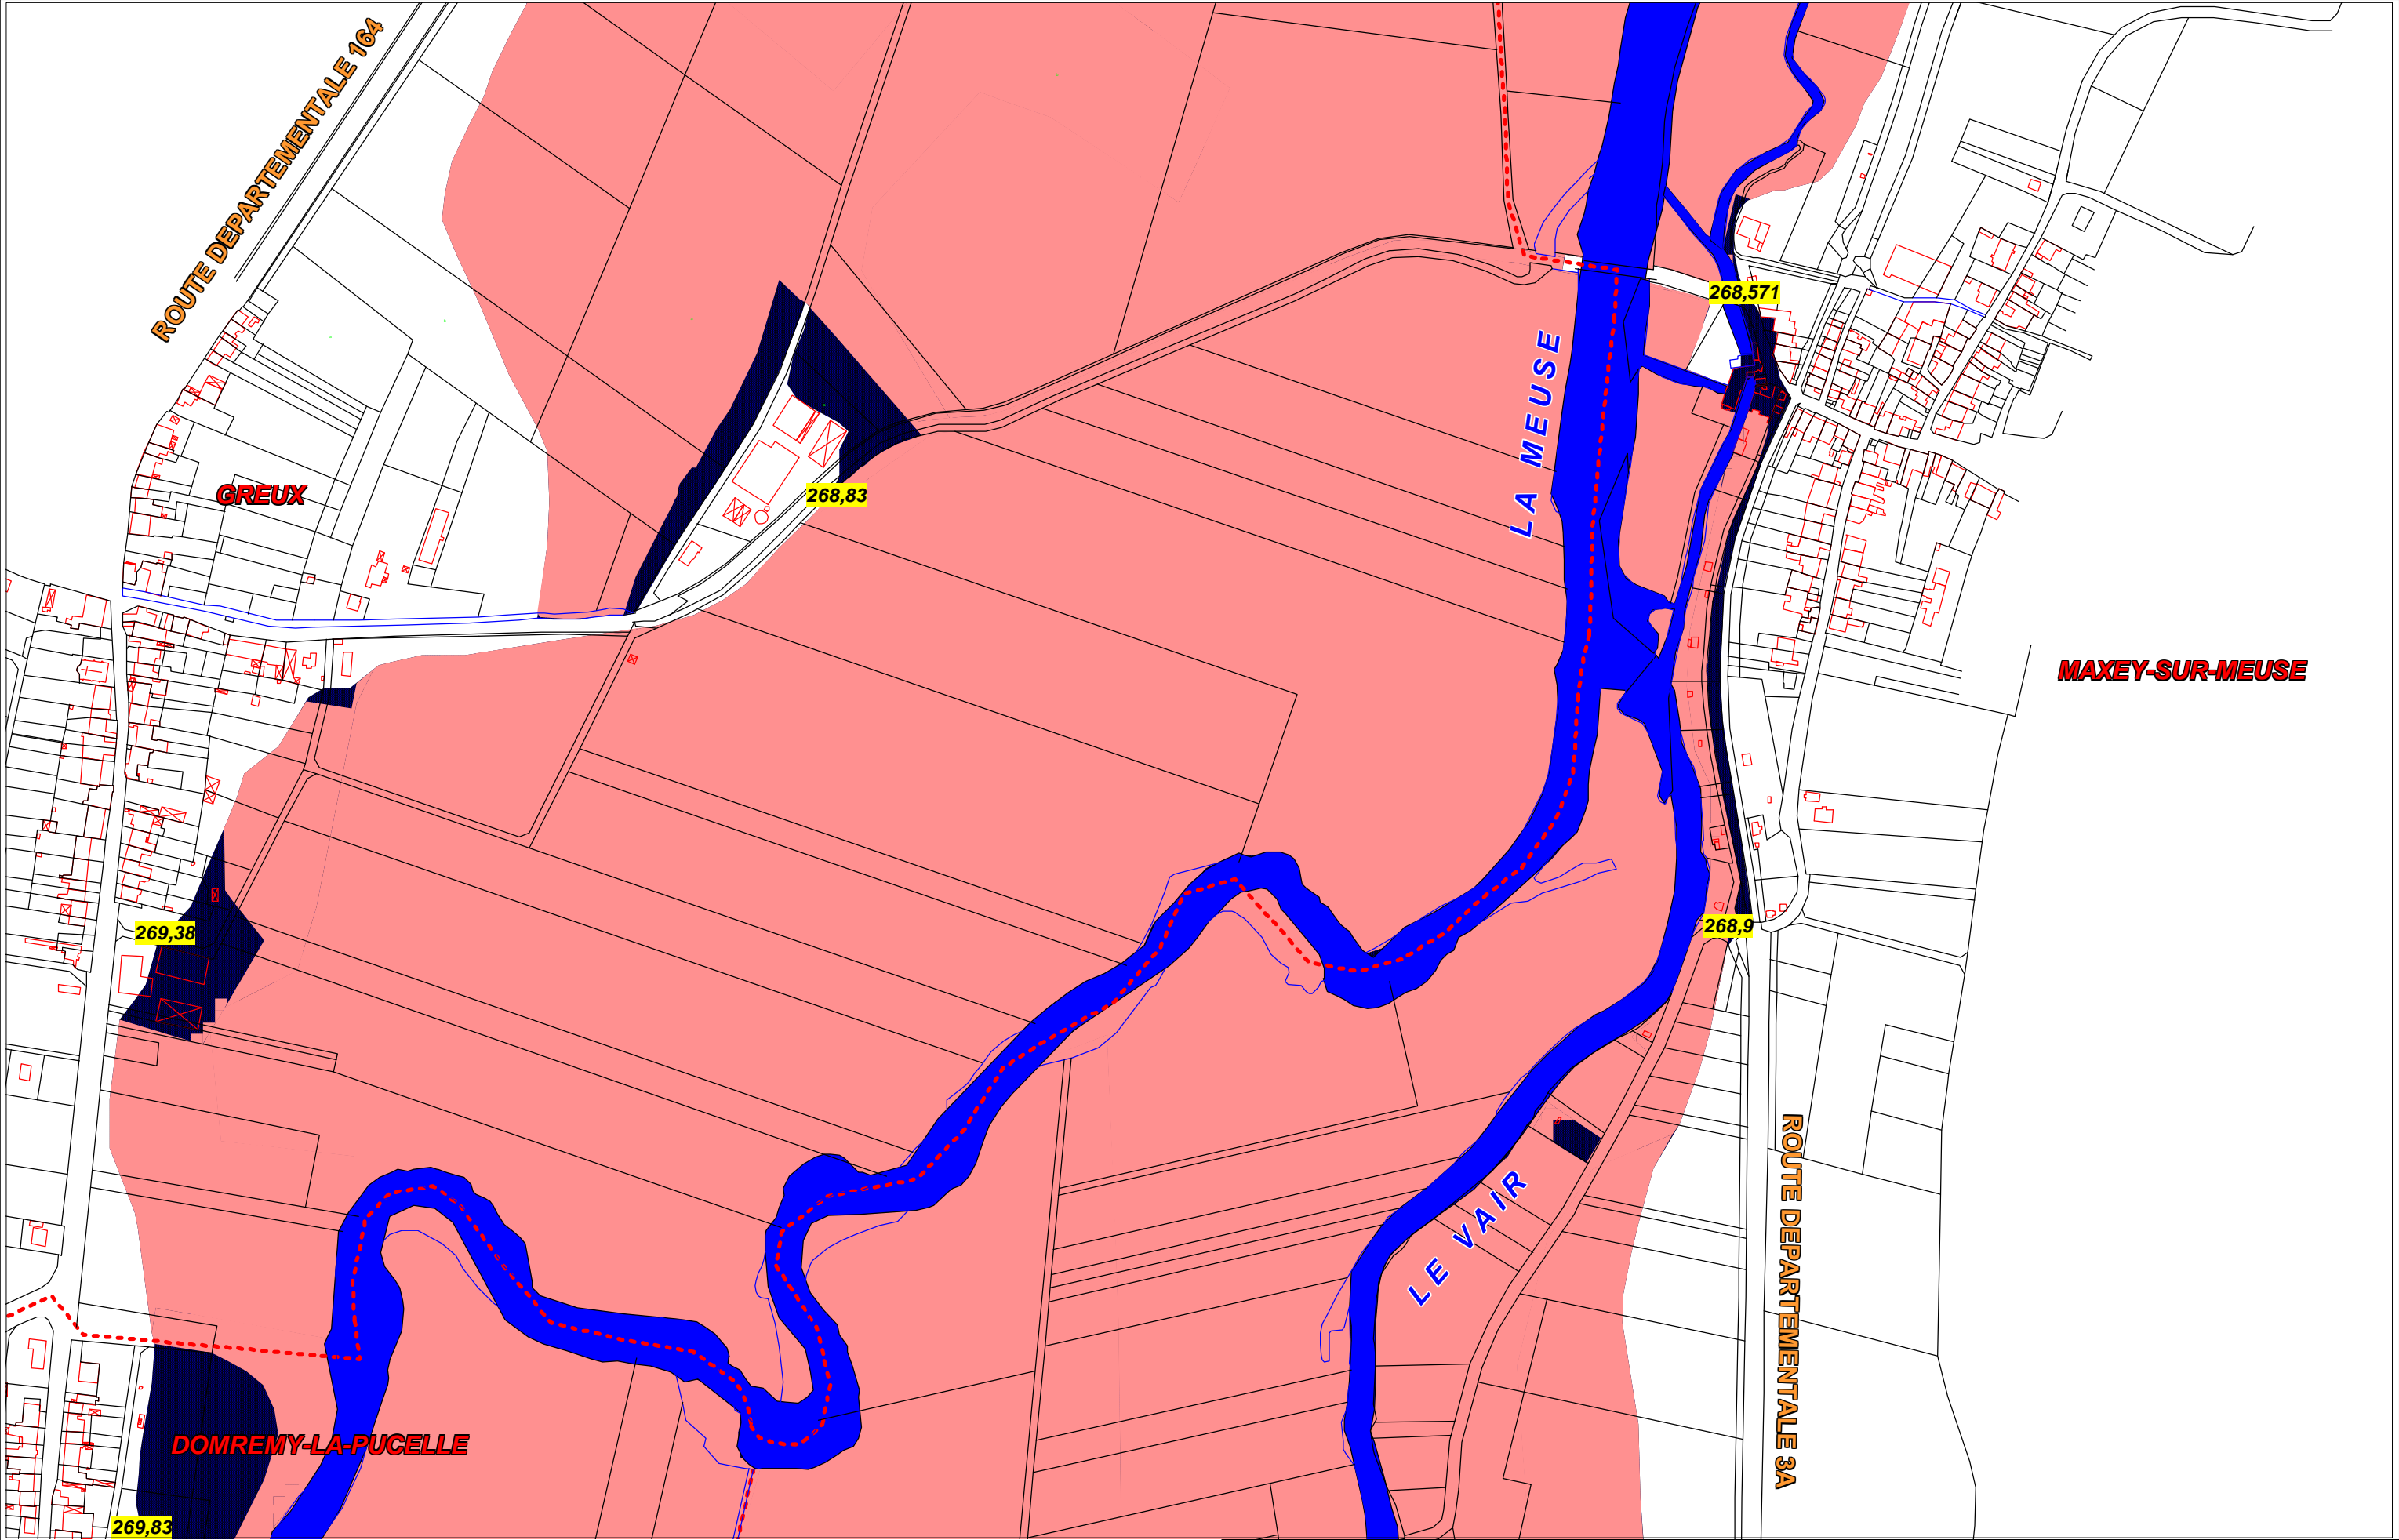 ROUTE DEPARTEMENTALE 164
268,571
LA MEUSE
GREUX
268,83
MAXEY-SUR-MEUSE
269,38
268,9
LE VAIR
ROUTE DEPARTEMENTALE 3A
DOMREMY-LA-PUCELLE
269,83